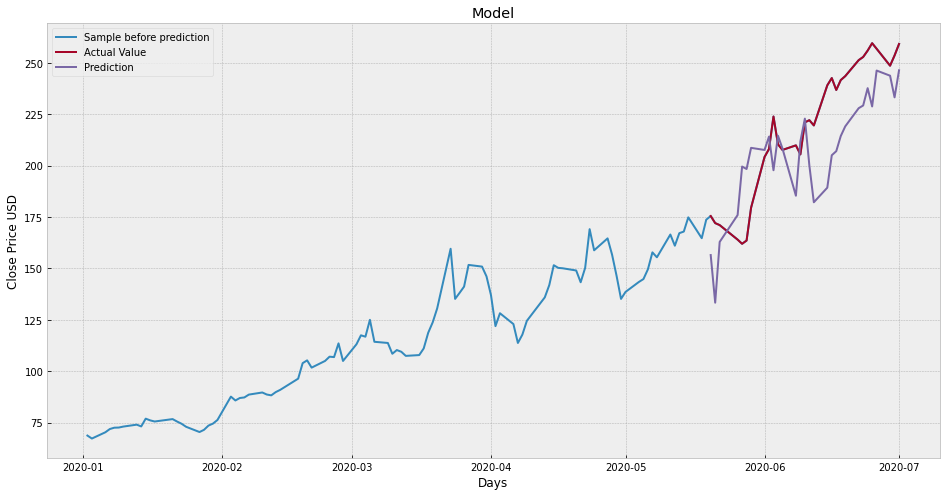 Model
Sample before prediction
Actual Value
Prediction
Close Price USD
250
225
200
175
150
125
100
75
2020-01
2020-02
2020-03
2020-04
2020-05
2020-06
2020-07
Days